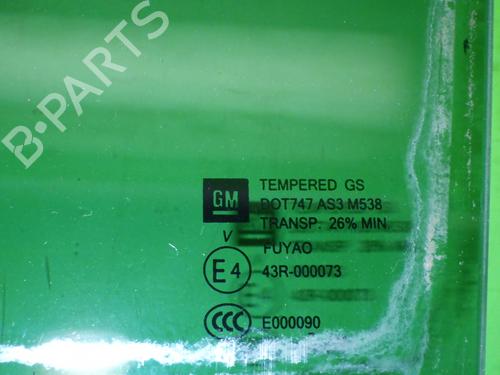 B-PARTS
GM TEMPERED GS
DOT747 AS3 M538
TRANSP. 26% MIN.
V
FUYAO
E4 43R-000073
CCC E000090